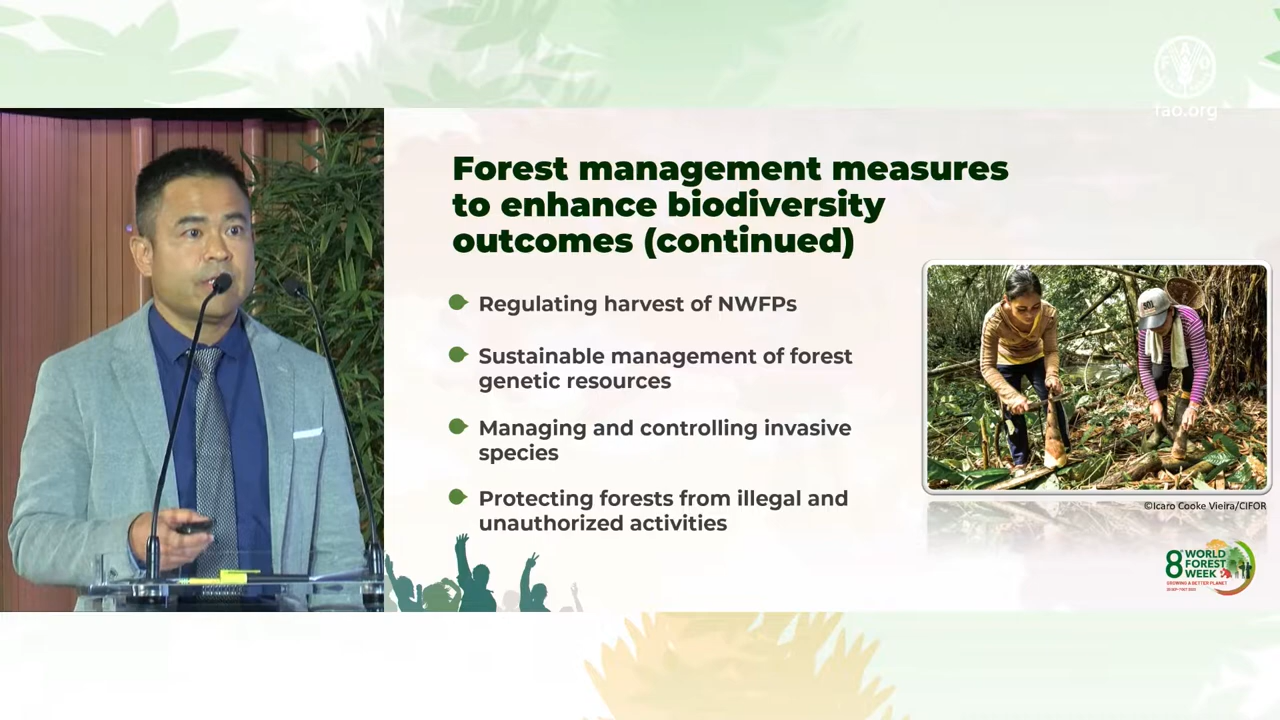 FAO
fao.org
Forest management measures
to enhance biodiversity
outcomes (continued)
Regulating harvest of NWFPs
Sustainable management of forest
genetic resources
Managing and controlling invasive
species
Protecting forests from illegal and
unauthorized activities
©Icaro Cooke Vieira/CIFOR
8 WORLD
FOREST
WEEK
GROWING A BETTER PLANET